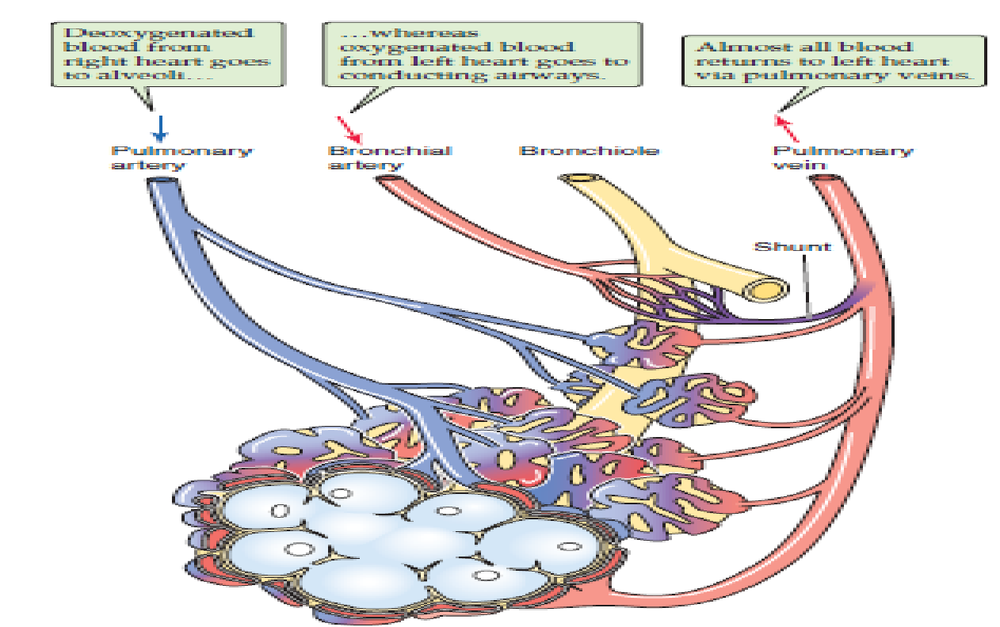 Deoxygenated
blood from
right heart goes
to alveoli...
...whereas
oxygenated blood
from left heart goes to
conducting airways.
Almost all blood
returns to left heart
via pulmonary veins.
Pulmonary
artery
Bronchial
artery
Bronchiole
Pulmonary
vein
Shunt